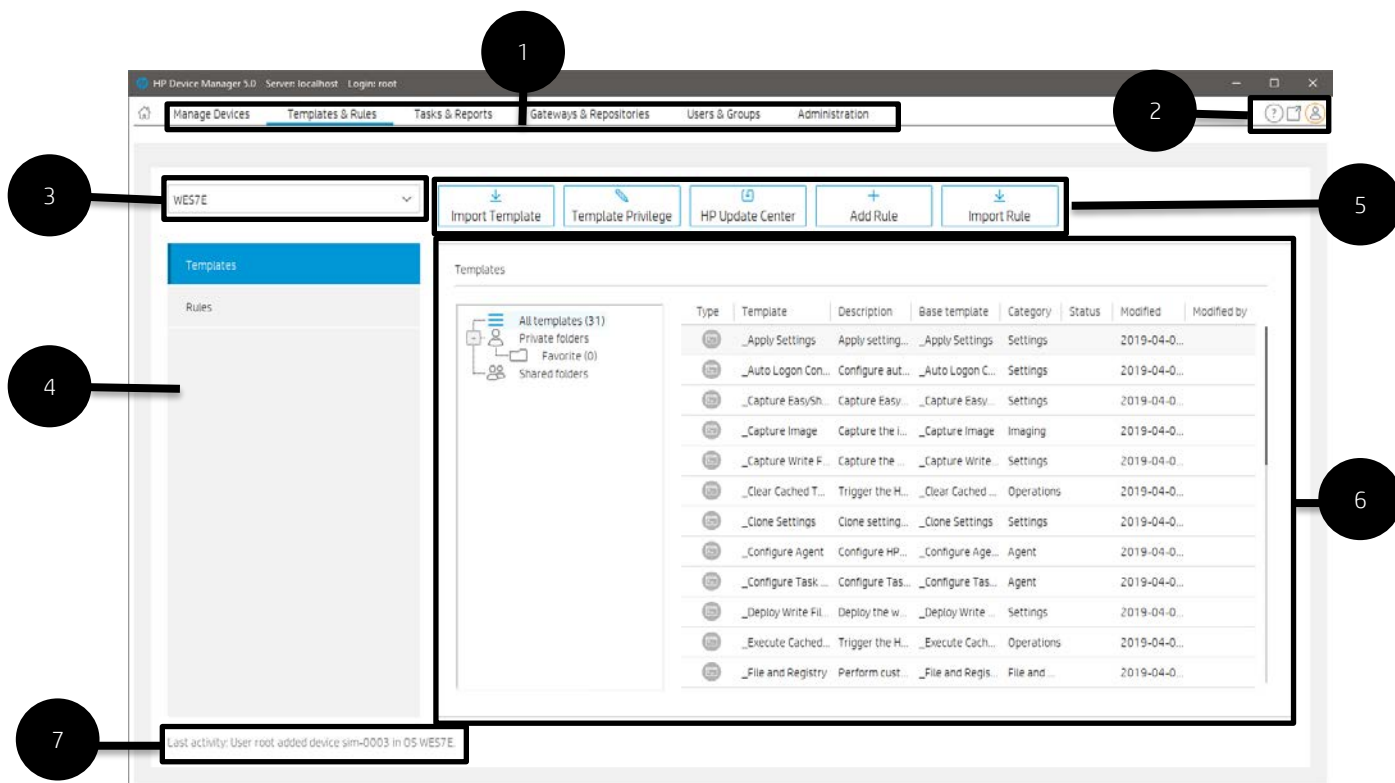 1
HP Device Manager 5.0 Server: localhost Login: root
Manage Devices Templates & Rules Tasks & Reports Gateways & Repositories Users & Groups Administration
2
?
3
WES7E
Import Template Template Privilege HP Update Center Add Rule Import Rule
5
Templates
Rules
4
Templates
All templates (31)
Private folders
Favorite (0)
Shared folders
Type Template Description Base template Category Status Modified Modified by
_Apply Settings Apply setting... _Apply Settings Settings 2019-04-0...
_Auto Logon Con... Configure aut... _Auto Logon C... Settings 2019-04-0...
_Capture EasySh... Capture Easy... _Capture Easy... Settings 2019-04-0...
_Capture Image Capture the i... _Capture Image Imaging 2019-04-0...
_Capture Write F... Capture the ... _Capture Write... Settings 2019-04-0...
_Clear Cached T... Trigger the H... _Clear Cached ... Operations 2019-04-0...
_Clone Settings Clone setting... _Clone Settings Settings 2019-04-0...
_Configure Agent Configure HP... _Configure Age... Agent 2019-04-0...
_Configure Task ... Configure Tas... _Configure Tas... Agent 2019-04-0...
_Deploy Write Fil... Deploy the w... _Deploy Write ... Settings 2019-04-0...
_Execute Cached... Trigger the H... _Execute Cach... Operations 2019-04-0...
_File and Registry Perform cust... _File and Regis... File and ... 2019-04-0...
6
7
Last activity: User root added device sim-0003 in OS WES7E.